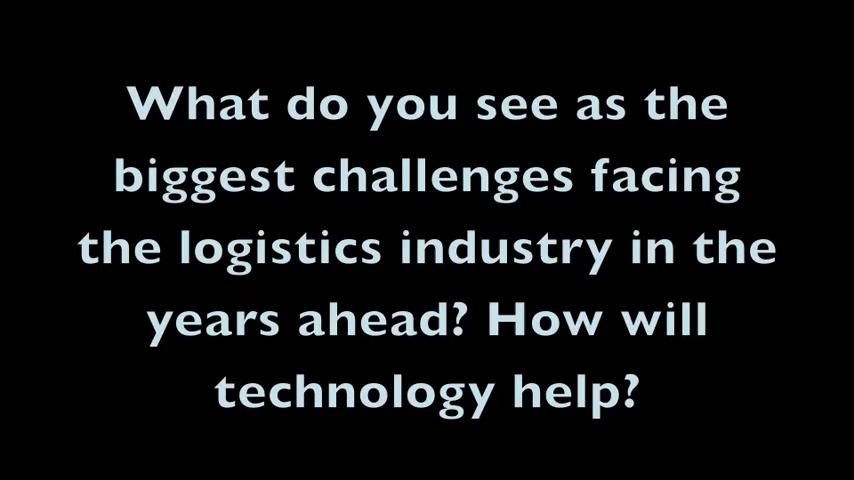 What do you see as the
biggest challenges facing
the logistics industry in the
years ahead? How will
technology help?